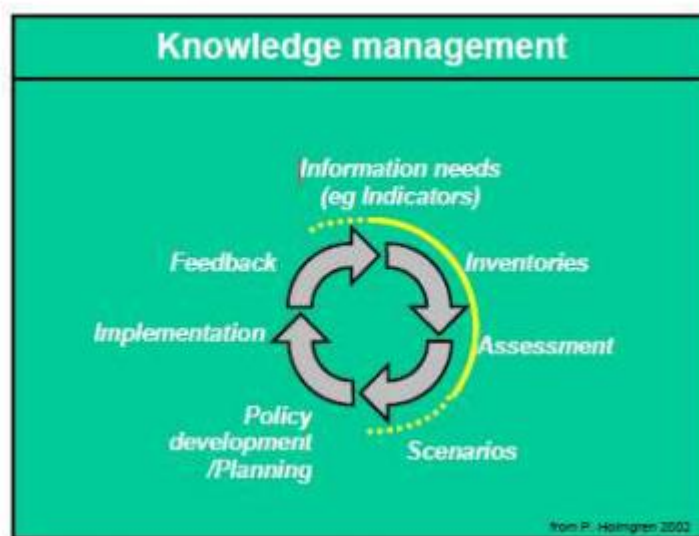 Knowledge management
Information needs
(eg Indicators)
Feedback
Inventories
Implementation
Assessment
Policy
development
/Planning
Scenarios
from P. Holmgren 2002